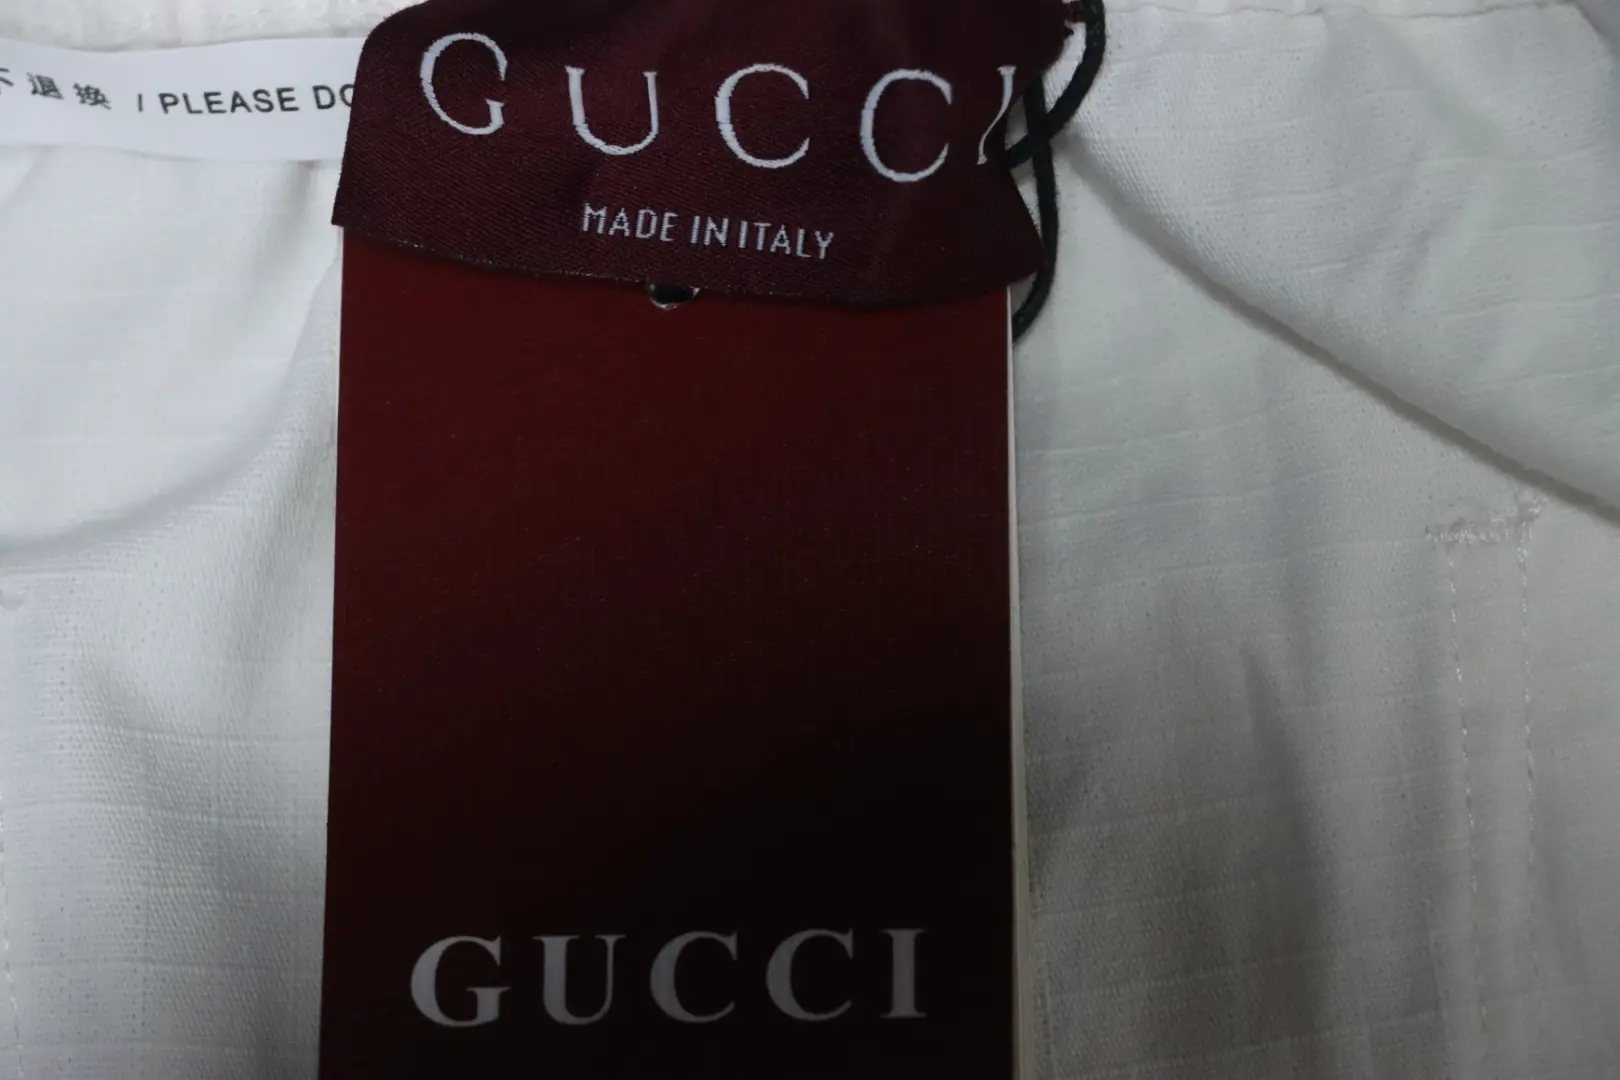 不 退 换 / PLEASE DO
GUCCI
MADE IN ITALY
GUCCI